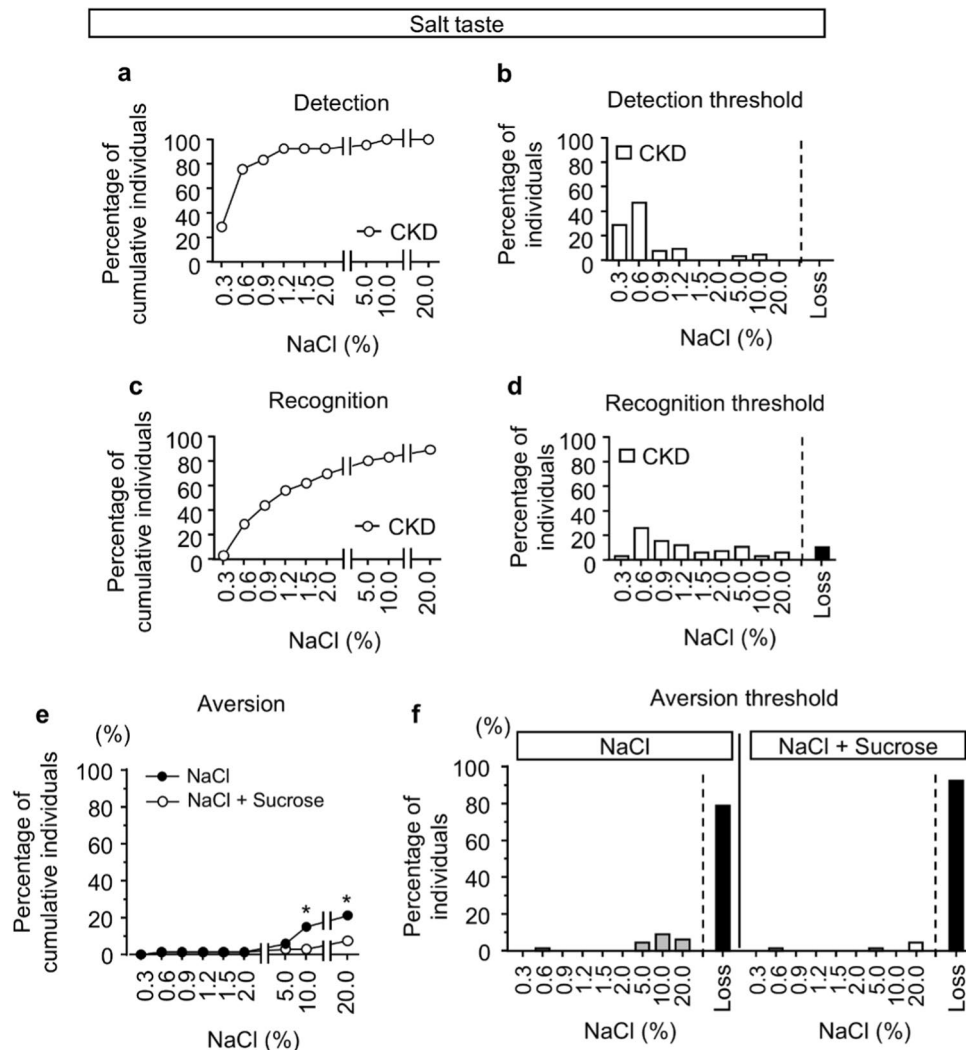 Salt taste
a
Detection
Percentage of
cumulative individuals
100
80
60
40
20
0
CKD
0.3
0.6
0.9
1.2
1.5
2.0
5.0
10.0
20.0
NaCl (%)
b
Detection threshold
Percentage of
individuals
100
80
60
40
20
0
CKD
0.3
0.6
0.9
1.2
1.5
2.0
5.0
10.0
20.0
Loss
NaCl (%)
c
Recognition
Percentage of
cumulative individuals
100
80
60
40
20
0
CKD
0.3
0.6
0.9
1.2
1.5
2.0
5.0
10.0
20.0
NaCl (%)
d
Recognition threshold
Percentage of
individuals
100
80
60
40
20
0
CKD
0.3
0.6
0.9
1.2
1.5
2.0
5.0
10.0
20.0
Loss
NaCl (%)
e
Aversion
(%)
Percentage of
cumulative individuals
100
80
60
40
20
0
NaCl
NaCl + Sucrose
*
*
0.3
0.6
0.9
1.2
1.5
2.0
5.0
10.0
20.0
NaCl (%)
f
Aversion threshold
(%)
NaCl
NaCl + Sucrose
Percentage of
individuals
100
80
60
40
20
0
0.3
0.6
0.9
1.2
1.5
2.0
5.0
10.0
20.0
Loss
0.3
0.6
0.9
1.2
1.5
2.0
5.0
10.0
20.0
Loss
NaCl (%)
NaCl (%)